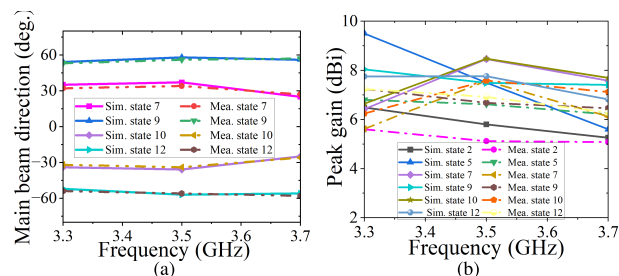 Main beam direction (deg.)
60
30
0
−30
−60
Sim. state 7
Mea. state 7
Sim. state 9
Mea. state 9
Sim. state 10
Mea. state 10
Sim. state 12
Mea. state 12
3.3
3.4
3.5
3.6
3.7
Frequency (GHz)
(a)
Peak gain (dBi)
10
8
6
4
2
Sim. state 2
Mea. state 2
Sim. state 5
Mea. state 5
Sim. state 7
Mea. state 7
Sim. state 9
Mea. state 9
Sim. state 10
Mea. state 10
Sim. state 12
Mea. state 12
3.3
3.4
3.5
3.6
3.7
Frequency (GHz)
(b)